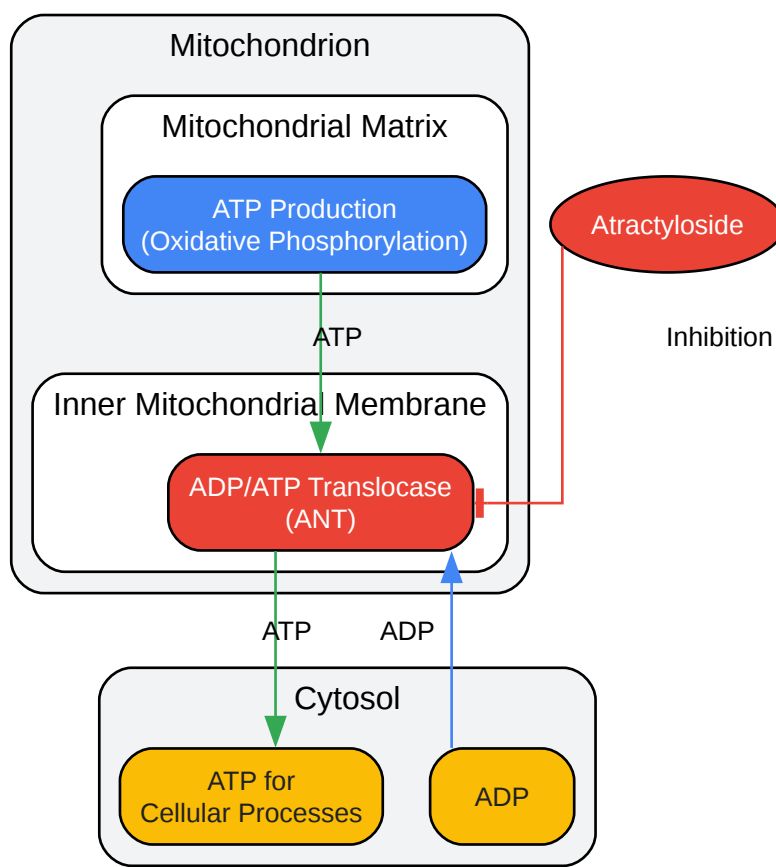 Mitochondrion
Mitochondrial Matrix
ATP Production
(Oxidative Phosphorylation)
Atractyloside
ATP
Inhibition
Inner Mitochondrial Membrane
ADP/ATP Translocase
(ANT)
ATP
ADP
Cytosol
ATP for
Cellular Processes
ADP